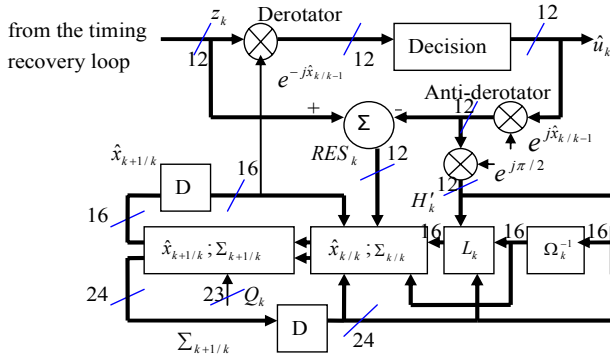 from the timing
recovery loop
z_k
12
Derotator
12
Decision
12
û_k
e^{-jx̂_{k/k-1}}
+
Σ
-
Anti-derotator
12
e^{jx̂_{k/k-1}}
RES_k
12
e^{jπ/2}
12
H'_k
x̂_{k+1/k}
D
16
16
x̂_{k+1/k} ; Σ_{k+1/k}
x̂_{k/k} ; Σ_{k/k}
16
L_k
16
Ω_k^{-1}
16
24
23
Q_k
D
24
Σ_{k+1/k}